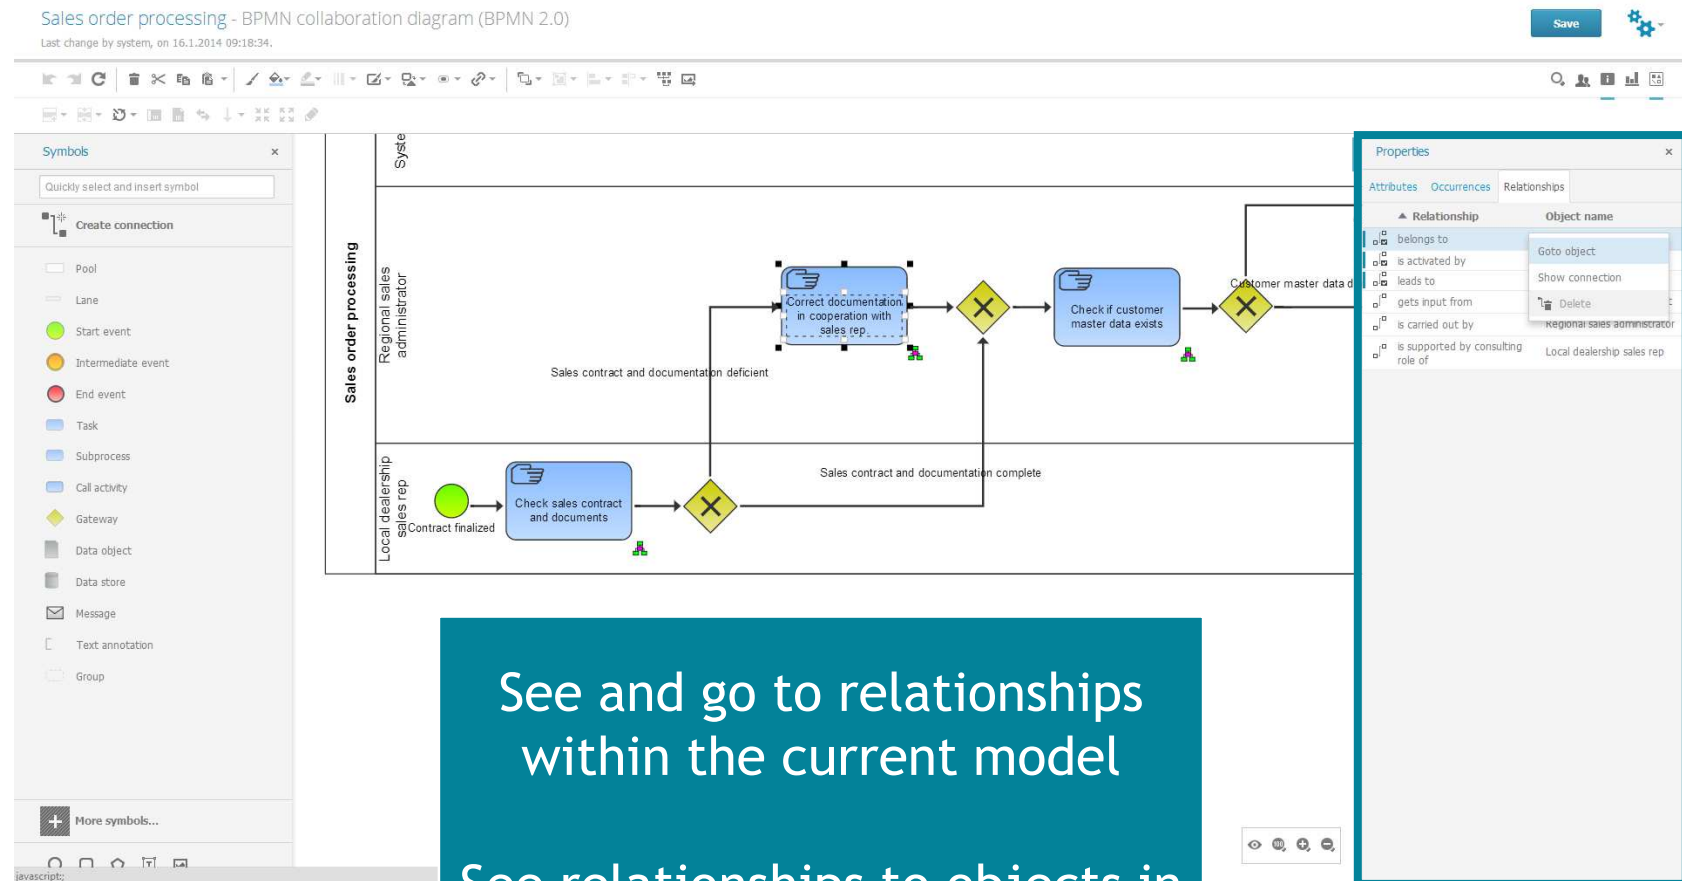 Sales order processing - BPMN collaboration diagram (BPMN 2.0)
Last change by system, on 16.1.2014 09:18:34.
Save
Symbols
Quickly select and insert symbol
Create connection
Pool
Lane
Start event
Intermediate event
End event
Task
Subprocess
Call activity
Gateway
Data object
Data store
Message
Text annotation
Group
More symbols...
javascript:;
Sales order processing
Syste
Regional sales
administrator
Local dealership
sales rep
Correct documentation
in cooperation with
sales rep.
Check if customer
master data exists
Customer master data d
Sales contract and documentation deficient
Sales contract and documentation complete
Contract finalized
Check sales contract
and documents
See and go to relationships
within the current model
See relationships to objects in
Properties
Attributes Occurrences Relationships
Relationship Object name
belongs to
is activated by
leads to
gets input from
is carried out by Regional sales administrator
is supported by consulting
role of
Local dealership sales rep
Goto object
Show connection
Delete